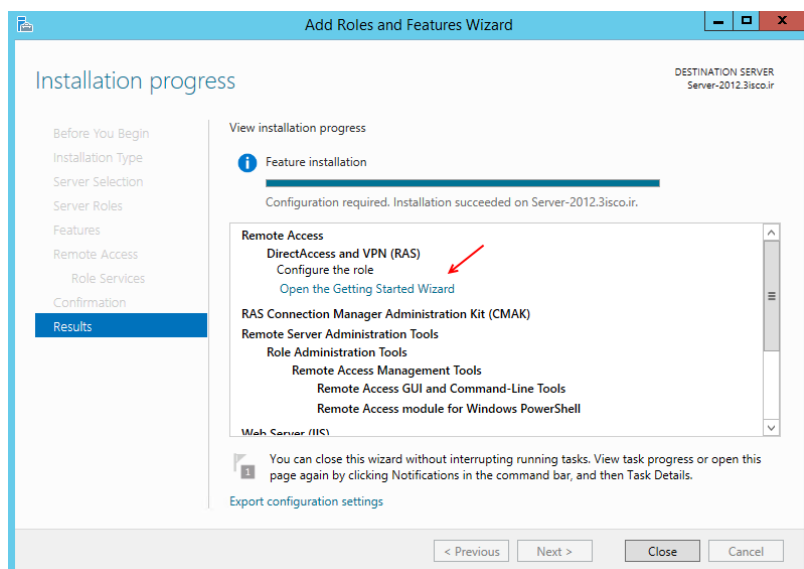 Add Roles and Features Wizard
Installation progress
DESTINATION SERVER
Server-2012.3isco.ir
Before You Begin
Installation Type
Server Selection
Server Roles
Features
Remote Access
Role Services
Confirmation
Results
View installation progress
Feature installation
Configuration required. Installation succeeded on Server-2012.3isco.ir.
Remote Access
DirectAccess and VPN (RAS)
Configure the role
Open the Getting Started Wizard
RAS Connection Manager Administration Kit (CMAK)
Remote Server Administration Tools
Role Administration Tools
Remote Access Management Tools
Remote Access GUI and Command-Line Tools
Remote Access module for Windows PowerShell
Web Server (IIS)
1
You can close this wizard without interrupting running tasks. View task progress or open this
page again by clicking Notifications in the command bar, and then Task Details.
Export configuration settings
< Previous
Next >
Close
Cancel